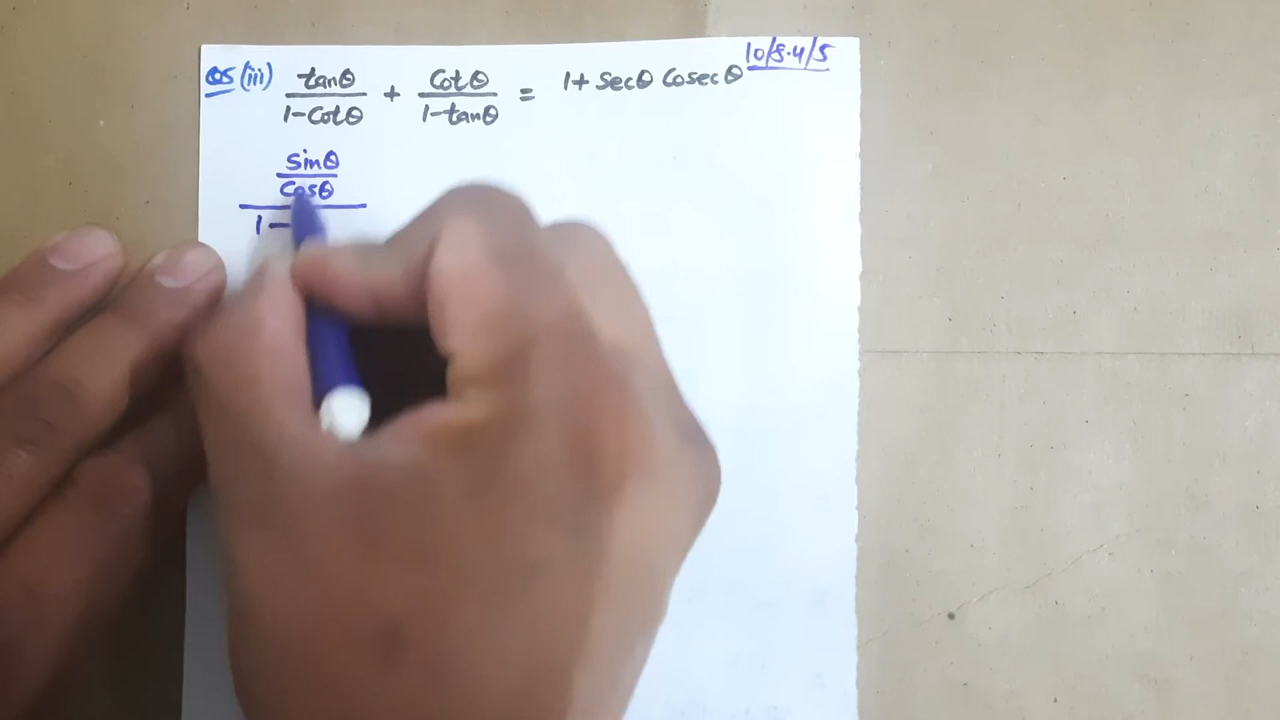 10/8.4/5
Q5 (iii) tanθ/1-Cotθ + Cotθ/1-tanθ = 1+ secθ Cosecθ
Sinθ
Cosθ
1-